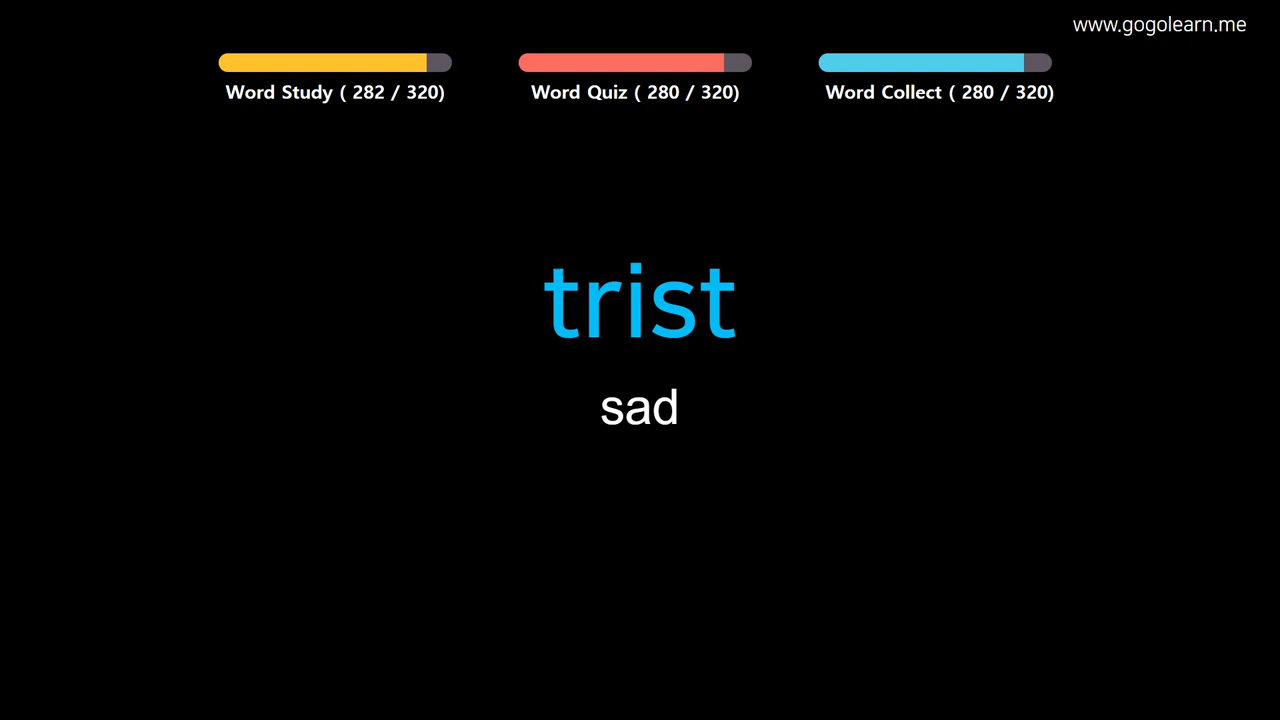 www.gogolearn.me
Word Study ( 282 / 320)
Word Quiz ( 280 / 320)
Word Collect ( 280 / 320)
trist
sad